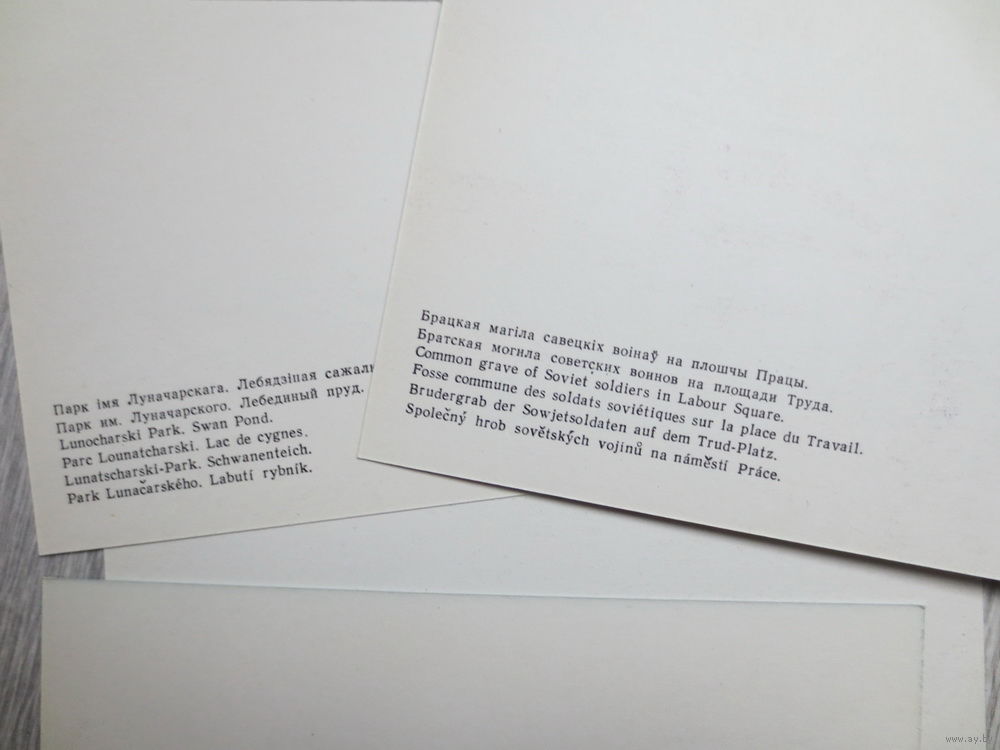 Парк імя Луначарскага. Лебядзіная
Парк им. Луначарского. Лебединый пруд.
Lunocharski Park. Swan Pond.
Parc Lounatcharski. Lac de cygnes.
Lunatscharski-Park. Schwanenteich.
Park Lunačarského. Labutí rybník.
Брацкая магіла савецкіх воінаў на плошчы Працы.
Братская могила советских воинов на площади Труда.
Common grave of Soviet soldiers in Labour Square.
Fosse commune des soldats soviétiques sur la place du Travail.
Brudergrab der Sowjetsoldaten auf dem Trud-Platz.
Společný hrob sovětských vojinů na náměstí Práce.
www.ay.by